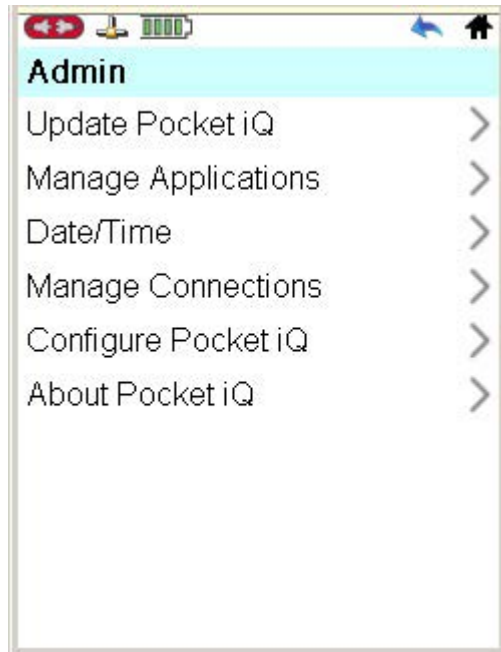 Admin
Update Pocket iQ
Manage Applications
Date/Time
Manage Connections
Configure Pocket iQ
About Pocket iQ